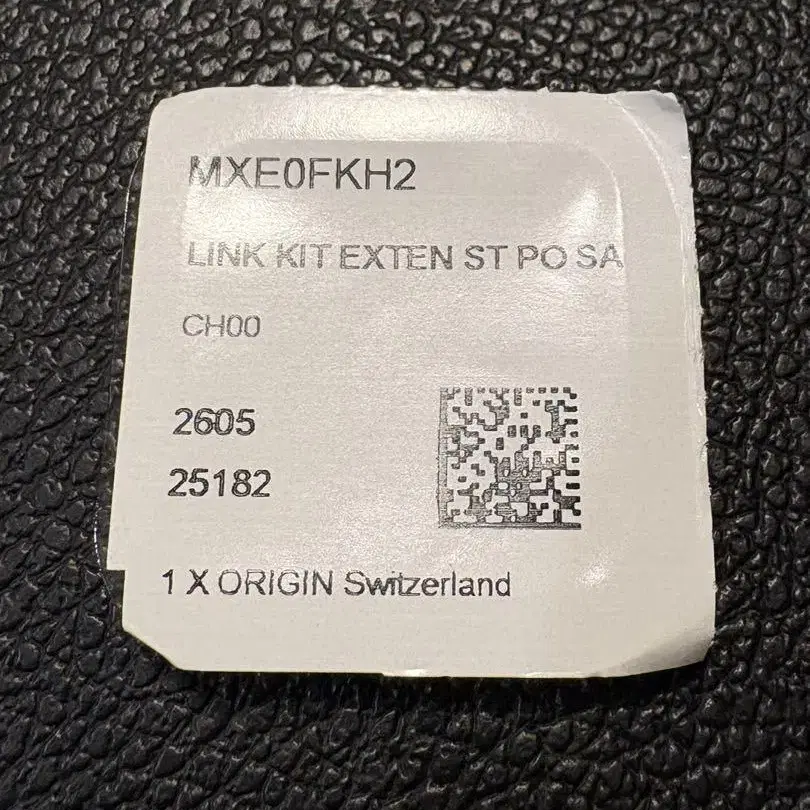 MXE0FKH2
LINK KIT EXTEN ST PO SA
CH00
2605
25182
1 X ORIGIN Switzerland